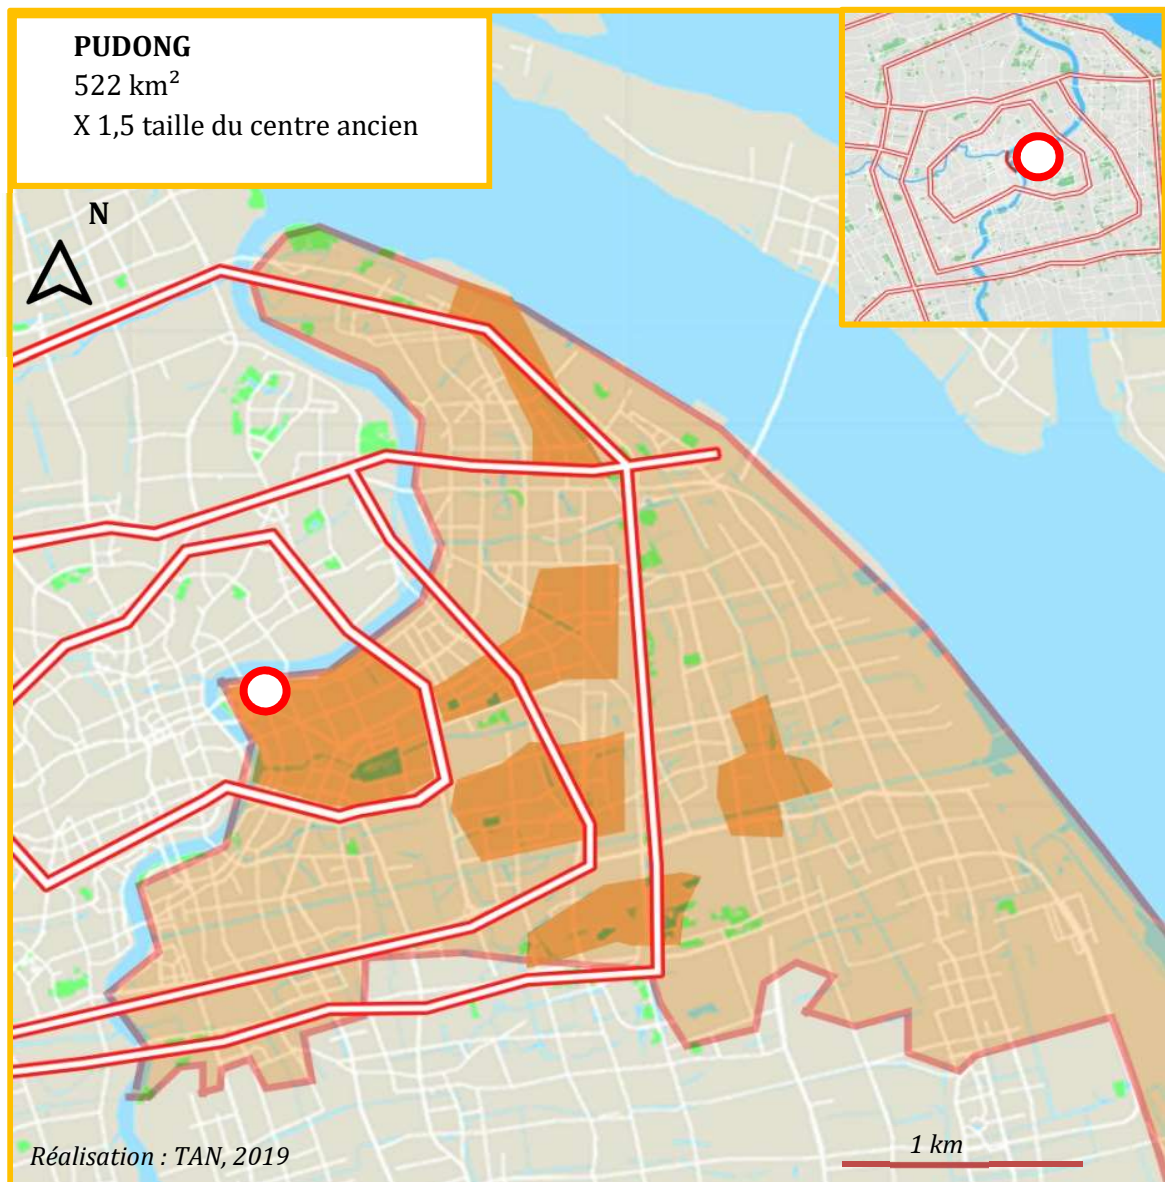 PUDONG
522 km²
X 1,5 taille du centre ancien
N
Réalisation : TAN, 2019
1 km